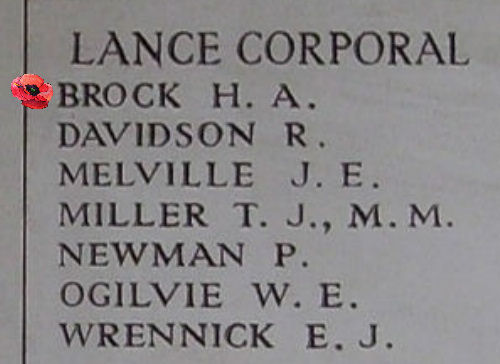 LANCE CORPORAL
BROCK H. A.
DAVIDSON R.
MELVILLE J. E.
MILLER T. J., M. M.
NEWMAN P.
OGILVIE W. E.
WRENNICK E. J.